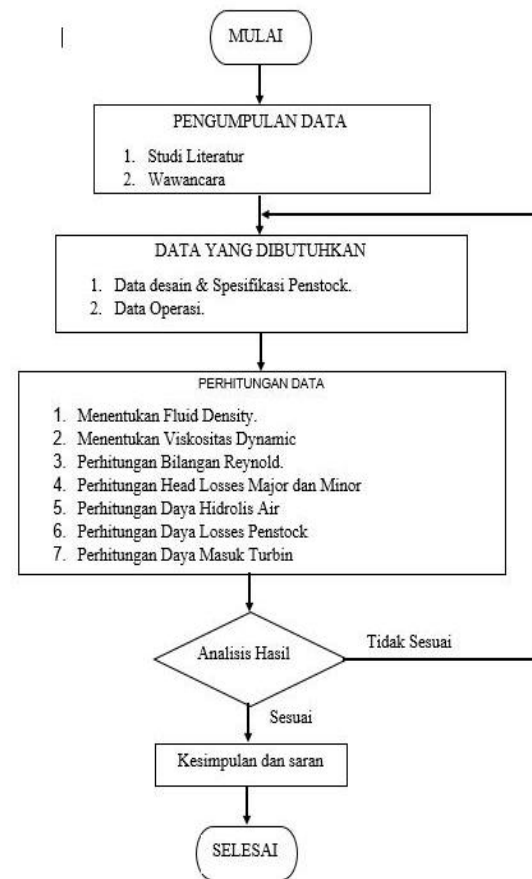 MULAI
PENGUMPULAN DATA
1. Studi Literatur
2. Wawancara
DATA YANG DIBUTUHKAN
1. Data desain & Spesifikasi Penstock.
2. Data Operasi.
PERHITUNGAN DATA
1. Menentukan Fluid Density.
2. Menentukan Viskositas Dynamic
3. Perhitungan Bilangan Reynold.
4. Perhitungan Head Losses Major dan Minor
5. Perhitungan Daya Hidrolis Air
6. Perhitungan Daya Losses Penstock
7. Perhitungan Daya Masuk Turbin
Analisis Hasil
Tidak Sesuai
Sesuai
Kesimpulan dan saran
SELESAI